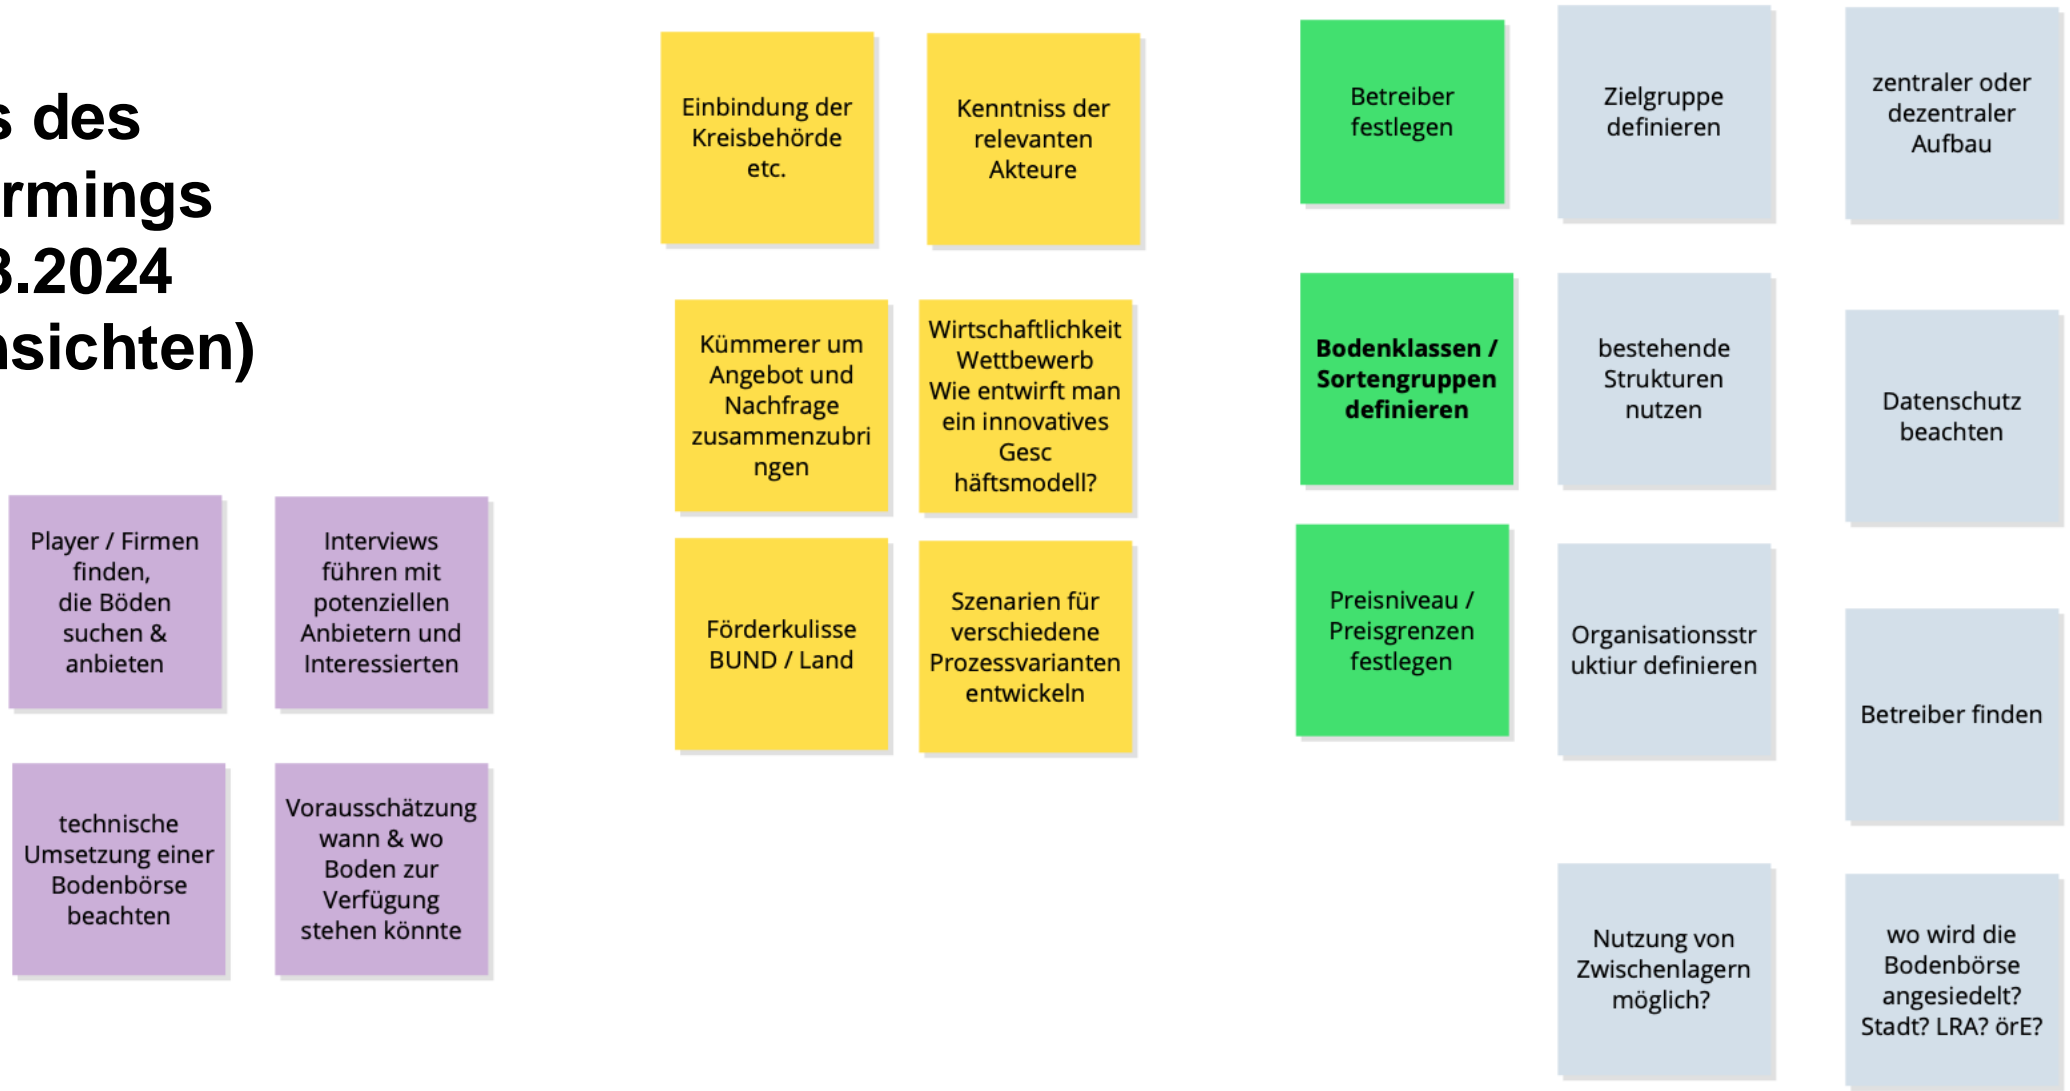 s des
rmings
3.2024
nsichten)
Player / Firmen
finden,
die Böden
suchen &
anbieten
Interviews
führen mit
potenziellen
Anbietern und
Interessierten
technische
Umsetzung einer
Bodenbörse
beachten
Vorausschätzung
wann & wo
Boden zur
Verfügung
stehen könnte
Einbindung der
Kreisbehörde
etc.
Kenntniss der
relevanten
Akteure
Kümmerer um
Angebot und
Nachfrage
zusammenzubri
ngen
Wirtschaftlichkeit
Wettbewerb
Wie entwirft man
ein innovatives
Gesc
häftsmodell?
Förderkulisse
BUND / Land
Szenarien für
verschiedene
Prozessvarianten
entwickeln
Betreiber
festlegen
Bodenklassen /
Sortengruppen
definieren
Preisniveau /
Preisgrenzen
festlegen
Zielgruppe
definieren
zentraler oder
dezentraler
Aufbau
bestehende
Strukturen
nutzen
Datenschutz
beachten
Organisationsstr
uktiur definieren
Betreiber finden
Nutzung von
Zwischenlagern
möglich?
wo wird die
Bodenbörse
angesiedelt?
Stadt? LRA? örE?